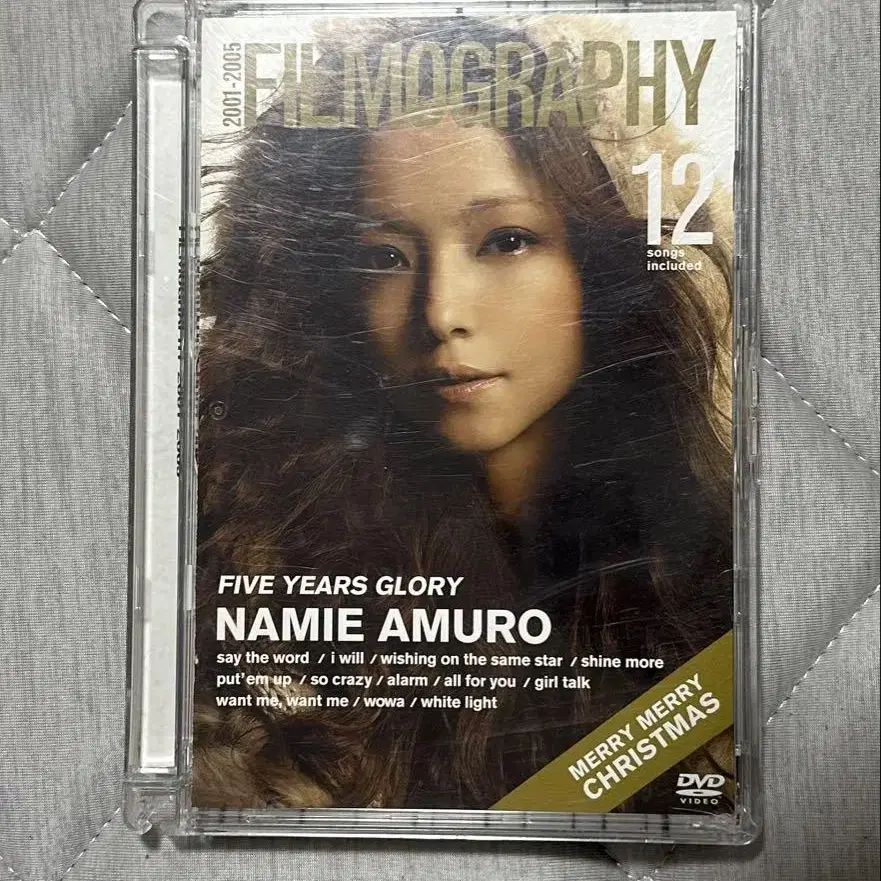 2001-2005
FILMOGRAPHY
12
songs
included
FIVE YEARS GLORY
NAMIE AMURO
say the word / i will / wishing on the same star / shine more
put'em up / so crazy / alarm / all for you / girl talk
want me, want me / wowa / white light
MERRY MERRY
CHRISTMAS
DVD
VIDEO